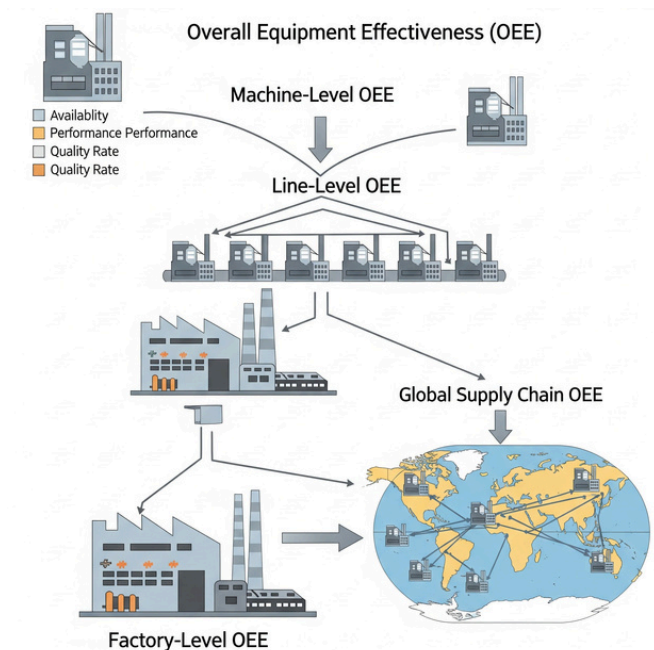 Overall Equipment Effectiveness (OEE)
Machine-Level OEE
Availablity
Performance Performance
Quality Rate
Quality Rate
Line-Level OEE
Global Supply Chain OEE
Factory-Level OEE